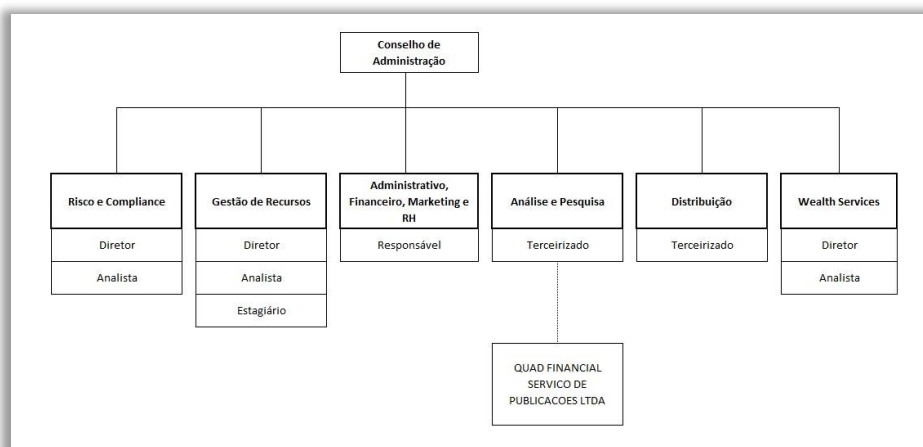 Conselho de
Administração
Risco e Compliance
Diretor
Analista
Gestão de Recursos
Diretor
Analista
Estagiário
Administrativo,
Financeiro, Marketing e
RH
Responsável
Análise e Pesquisa
Terceirizado
QUAD FINANCIAL
SERVICO DE
PUBLICACOES LTDA
Distribuição
Terceirizado
Wealth Services
Diretor
Analista